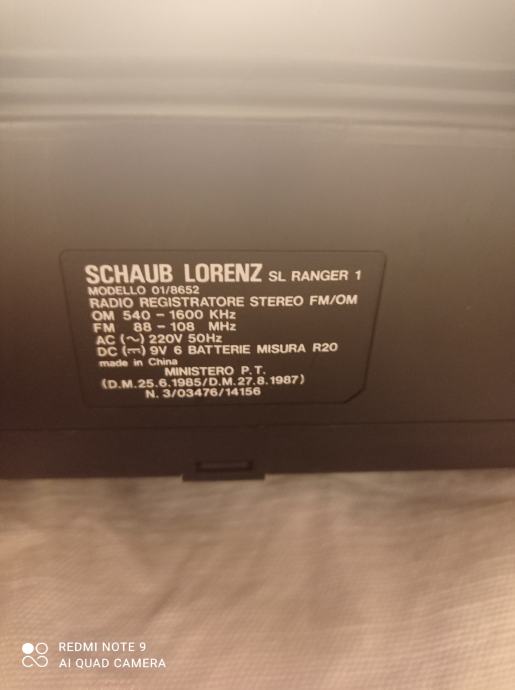 SCHAUB LORENZ SL RANGER 1
MODELLO 01/8652
RADIO REGISTRATORE STEREO FM/OM
OM 540 - 1600 KHz
FM 88 - 108 MHz
AC (~) 220V 50Hz
DC (⎓) 9V 6 BATTERIE MISURA R20
made in China
MINISTERO P.T.
(D.M.25.6.1985/D.M.27.8.1987)
N. 3/03476/14156
REDMI NOTE 9
AI QUAD CAMERA